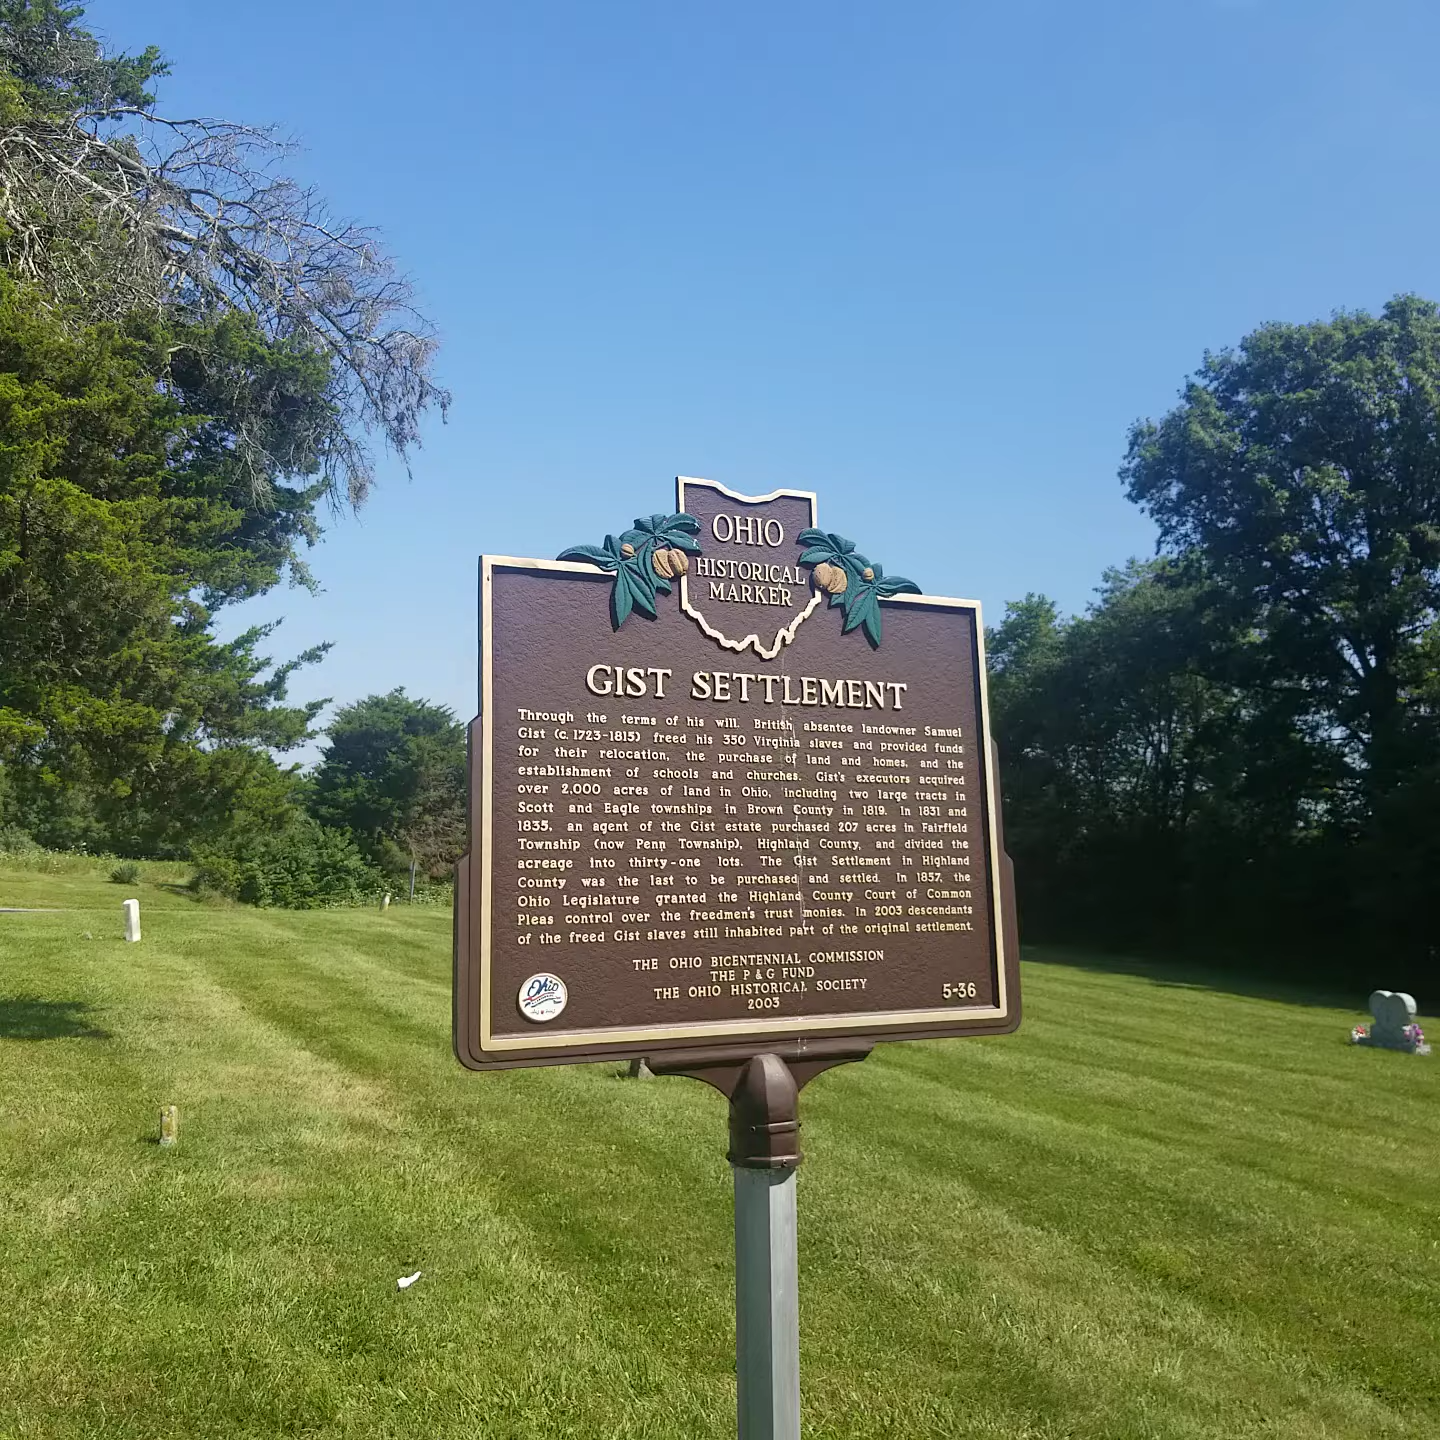 OHIO
HISTORICAL
MARKER
GIST SETTLEMENT
Through the terms of his will, British absentee landowner Samuel
Gist (c. 1723-1815) freed his 350 Virginia slaves and provided funds
for their relocation, the purchase of land and homes, and the
establishment of schools and churches. Gist's executors acquired
over 2,000 acres of land in Ohio, including two large tracts in
Scott and Eagle townships in Brown County in 1819. In 1831 and
1835, an agent of the Gist estate purchased 207 acres in Fairfield
Township (now Penn Township), Highland County, and divided the
acreage into thirty-one lots. The Gist Settlement in Highland
County was the last to be purchased and settled. In 1857, the
Ohio Legislature granted the Highland County Court of Common
Pleas control over the freedmen's trust monies. In 2003 descendants
of the freed Gist slaves still inhabited part of the original settlement.
THE OHIO BICENTENNIAL COMMISSION
THE P & G FUND
THE OHIO HISTORICAL SOCIETY
2003
5-36
Ohio